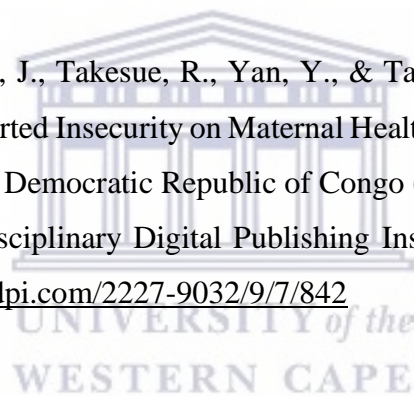 , J., Takesue, R., Yan, Y., & Ta
rted Insecurity on Maternal Healt
Democratic Republic of Congo
sciplinary Digital Publishing Ins
lpi.com/2227-9032/9/7/842
UNIVERSITY of the
WESTERN CAPE